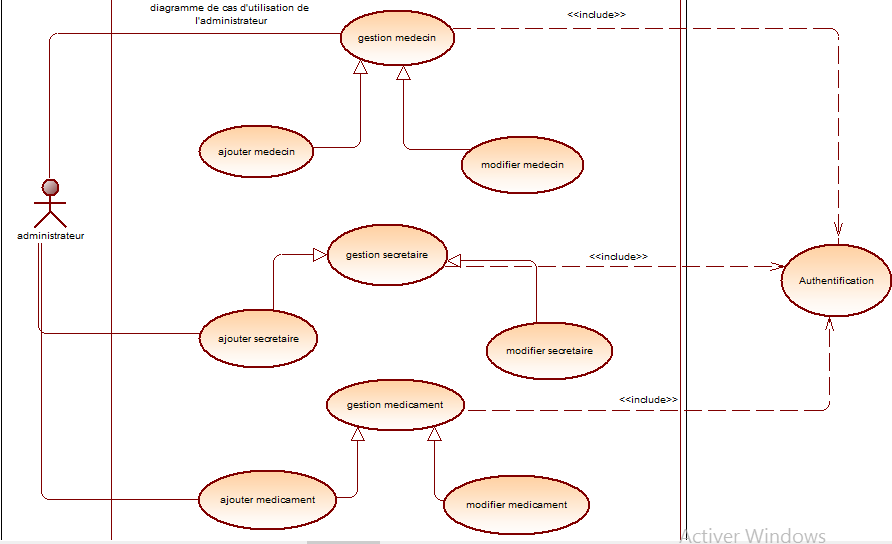 diagramme de cas d'utilisation de
l'administrateur
gestion medecin
<<include>>
ajouter medecin
modifier medecin
administrateur
gestion secretaire
<<include>>
Authentification
ajouter secretaire
modifier secretaire
gestion medicament
<<include>>
ajouter medicament
modifier medicament
Activer Windows